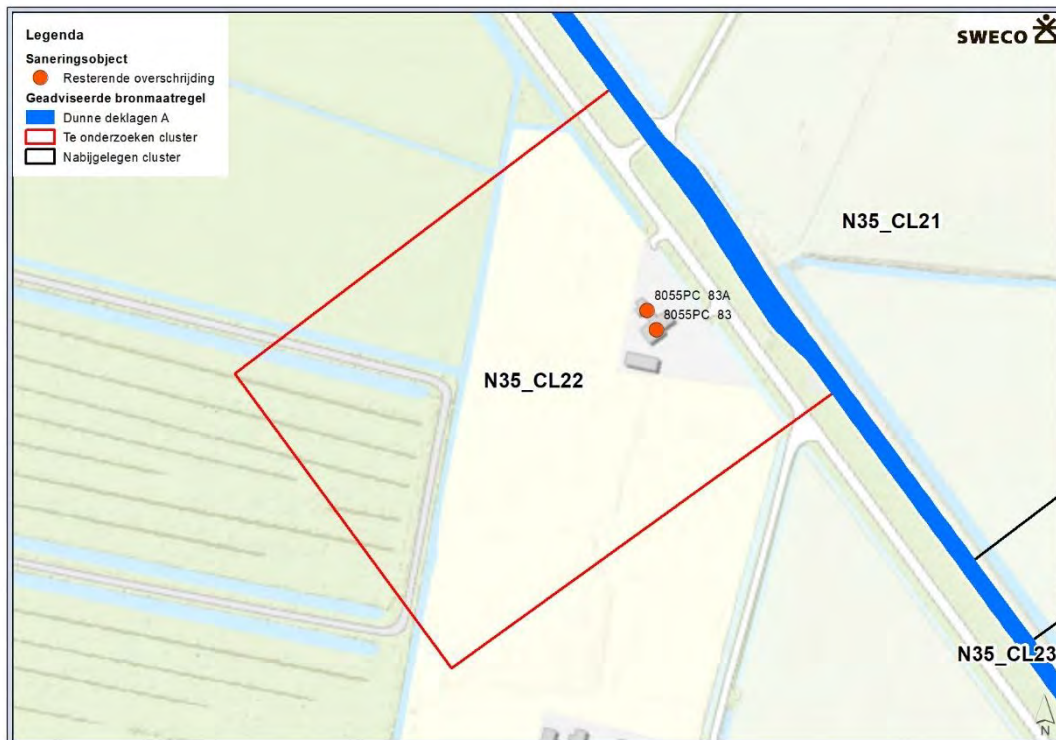 Legenda
Saneringsobject
Resterende overschrijding
Geadviseerde bronmaatregel
Dunne deklagen A
Te onderzoeken cluster
Nabijgelegen cluster
SWECO
N35_CL21
8055PC 83A
8055PC 83
N35_CL22
N35_CL23
N